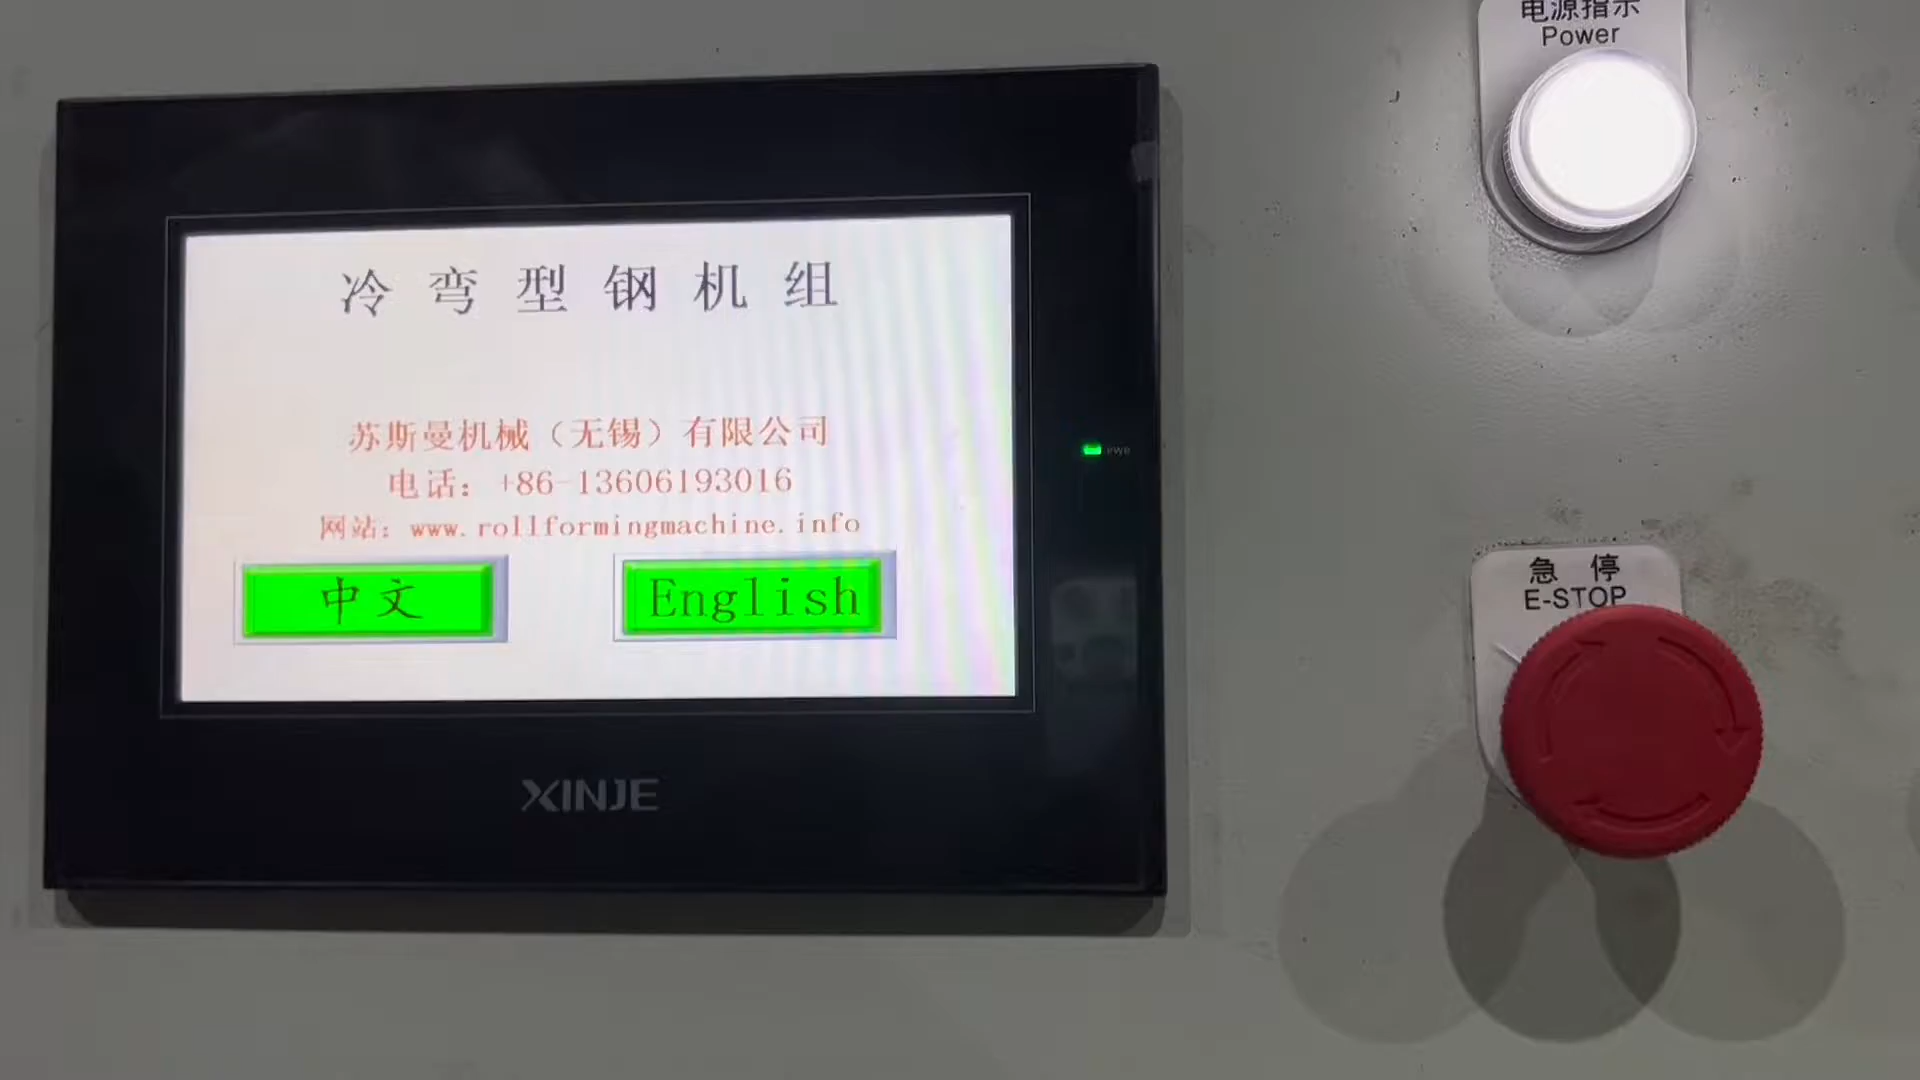 电源指示
Power
冷弯型钢机组
苏斯曼机械（无锡）有限公司
电话：+86-13606193016
网站：www.rollformingmachine.info
中文
English
XINJE
急 停
E-STOP